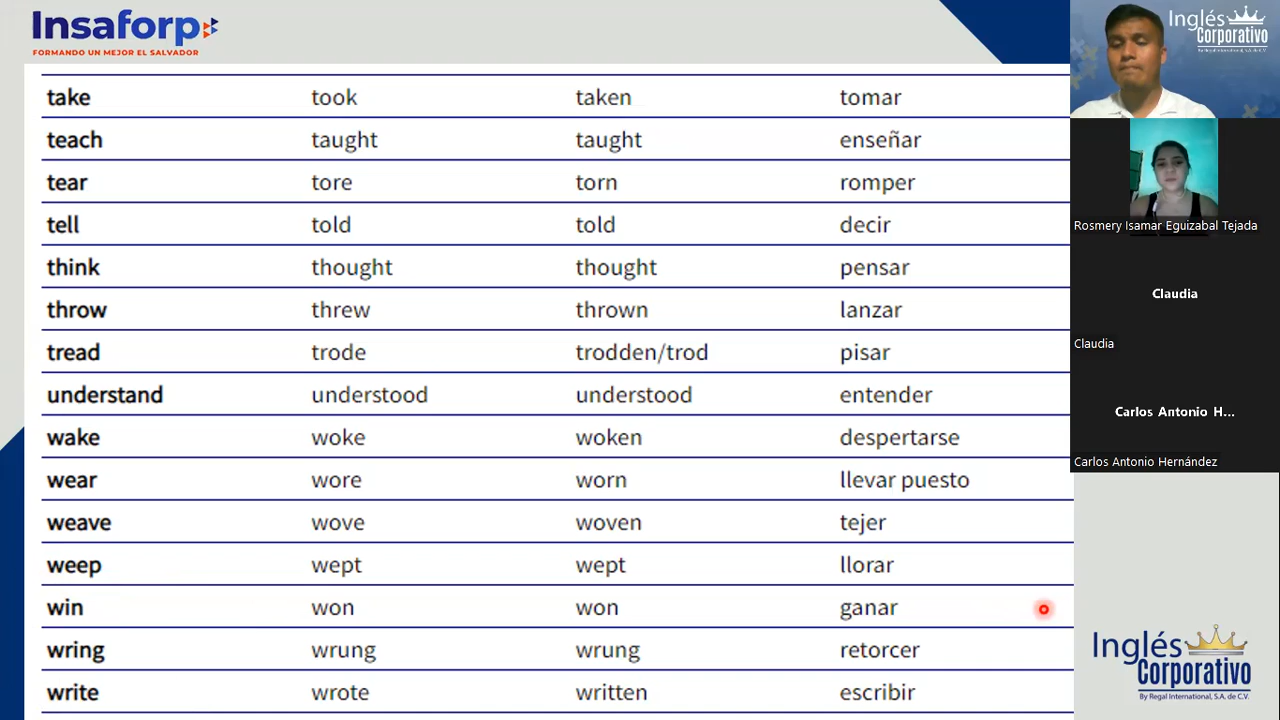 Insaforp
FORMANDO UN MEJOR EL SALVADOR
take took taken tomar
teach taught taught enseñar
tear tore torn romper
tell told told decir
think thought thought pensar
throw threw thrown lanzar
tread trode trodden/trod pisar
understand understood understood entender
wake woke woken despertarse
wear wore worn llevar puesto
weave wove woven tejer
weep wept wept llorar
win won won ganar
wring wrung wrung retorcer
write wrote written escribir
Inglés
Corporativo
By Regal International, S.A. de C.V.
Rosmery Isamar Eguizabal Tejada
Claudia
Claudia
Carlos Antonio H...
Carlos Antonio Hernández
Inglés
Corporativo
By Regal International, S.A. de C.V.